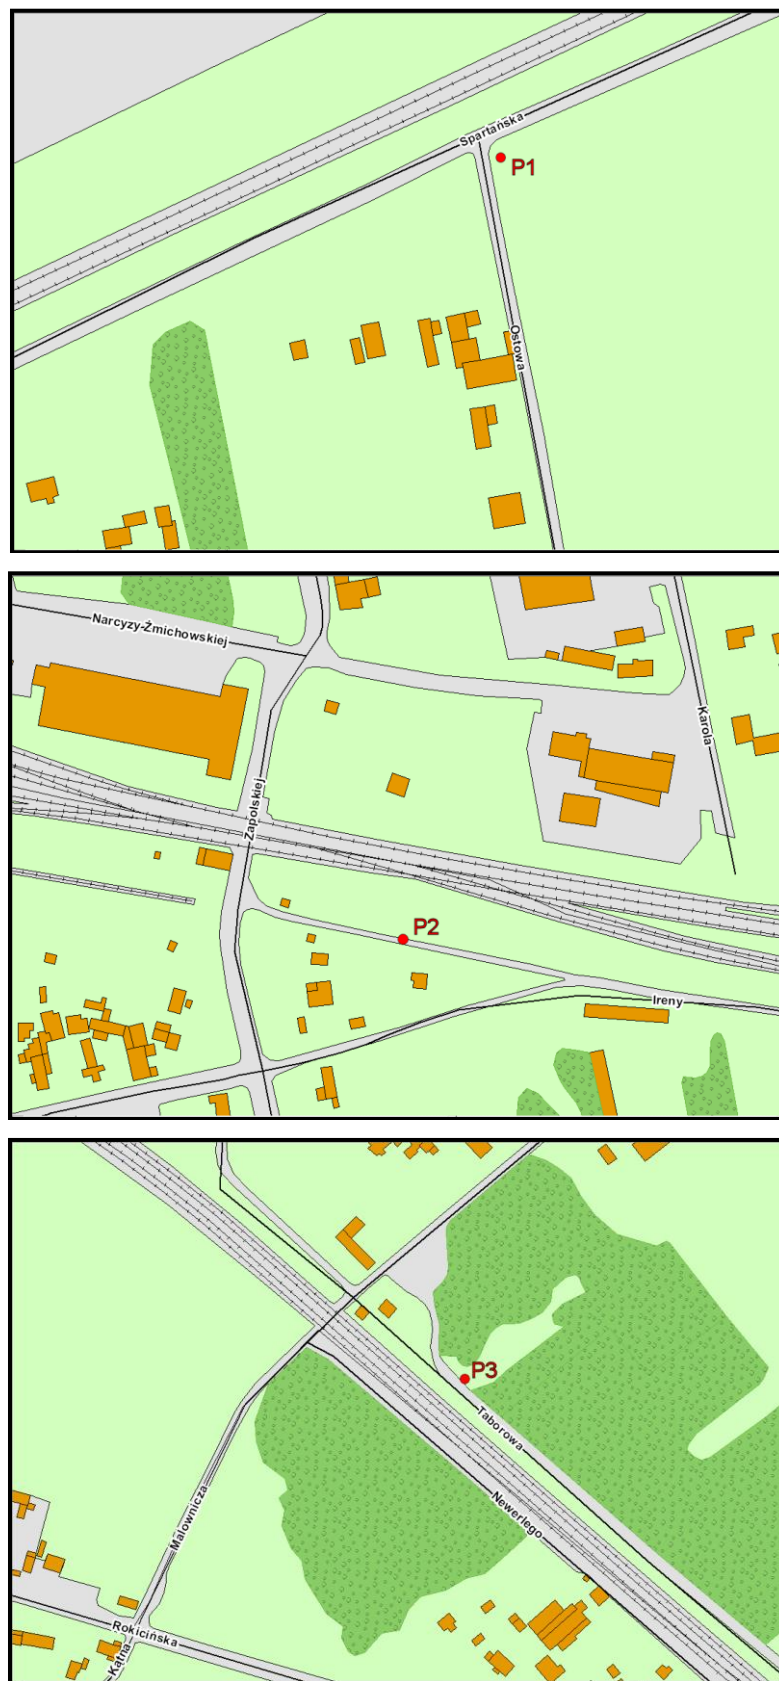 Spartańska
P1
Ostowa
Narcyzy-Żmichowskiej
Karola
Zapolskiej
P2
Ireny
P3
Taborowa
Malownicza
Newerlego
Rokicińska
Kątna